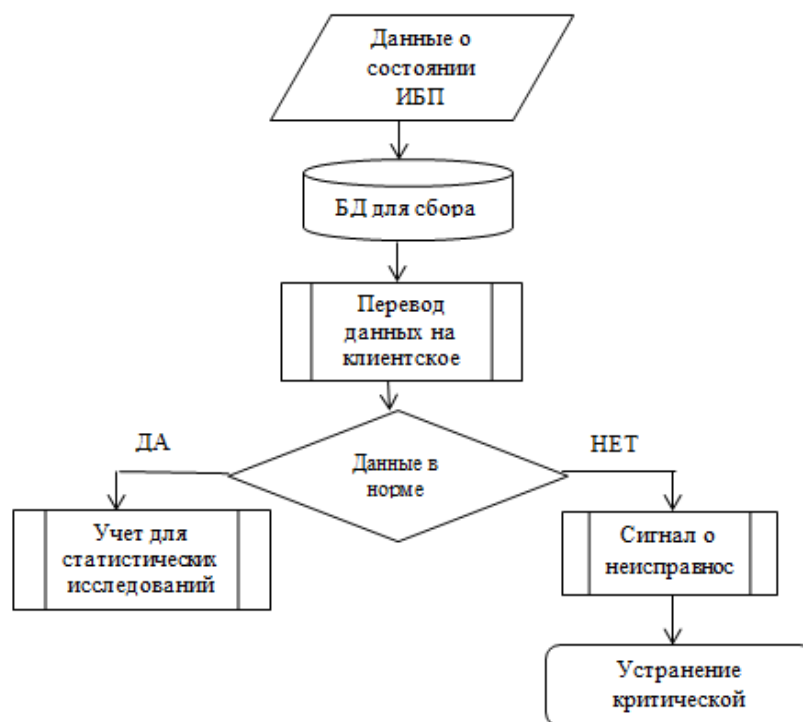 Данные о
состоянии
ИБП
БД для сбора
Перевод
данных на
клиентское
ДА
НЕТ
Данные в
норме
Учет для
статистических
исследований
Сигнал о
неисправнос
Устранение
критической